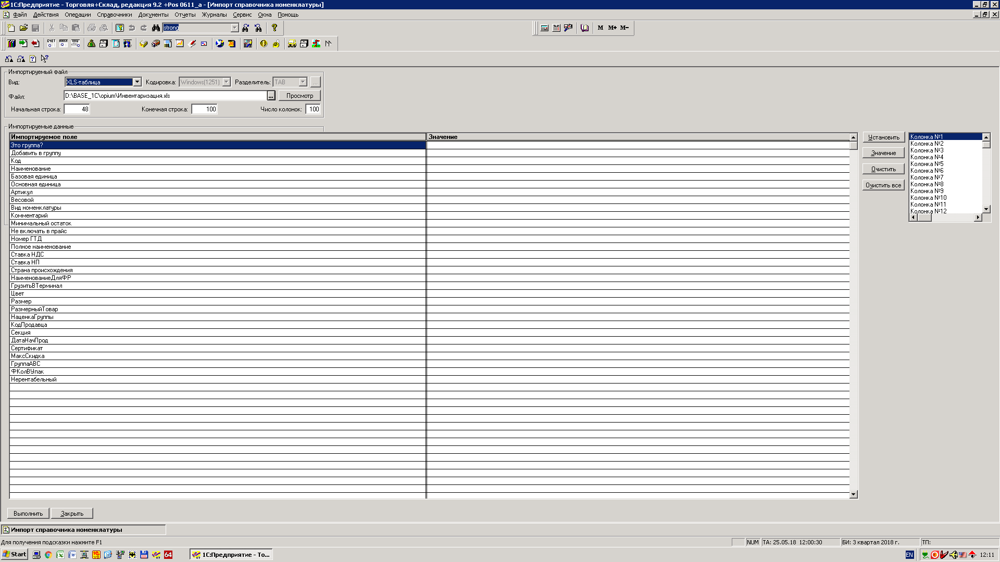 1С:Предприятие - Торговля+Склад, редакция 9.2 +Pos 0611_a - [Импорт справочника номенклатуры]
Файл Действия Операции Справочники Документы Отчеты Журналы Сервис Окна Помощь
strong
M M+ M-
Импортируемый файл
Вид: XLS-таблица Кодировка: Windows(1251) Разделитель: TAB ...
Файл: D:\BASE_1C\opium\Инвентаризация.xls ... Просмотр
Начальная строка: 48 Конечная строка: 100 Число колонок: 100
Импортируемые данные
Импортируемое поле Значение
Это группа?
Добавить в группу
Код
Наименование
Базовая единица
Основная единица
Артикул
Весовой
Вид номенклатуры
Комментарий
Минимальный остаток
Не включать в прайс
Номер ГТД
Полное наименование
Ставка НДС
Ставка НП
Страна происхождения
НаименованиеДляФР
ГрузитьВТерминал
Цвет
Размер
РазмерныйТовар
НаценкаГруппы
КодПродавца
Секция
ДатаНачПрод
Сертификат
МаксСкидка
ГруппаАВС
ФКолВУпак
Нерентабельный
Установить
Значение
Очистить
Очистить все
Колонка №1
Колонка №2
Колонка №3
Колонка №4
Колонка №5
Колонка №6
Колонка №7
Колонка №8
Колонка №9
Колонка №10
Колонка №11
Колонка №12
Выполнить Закрыть
Импорт справочника номенклатуры
Для получения подсказки нажмите F1 NUM ТА: 25.05.18 12:00:30 БИ: 3 квартал 2018 г. ТП:
Start 64 1С:Предприятие - То... EN 12:11